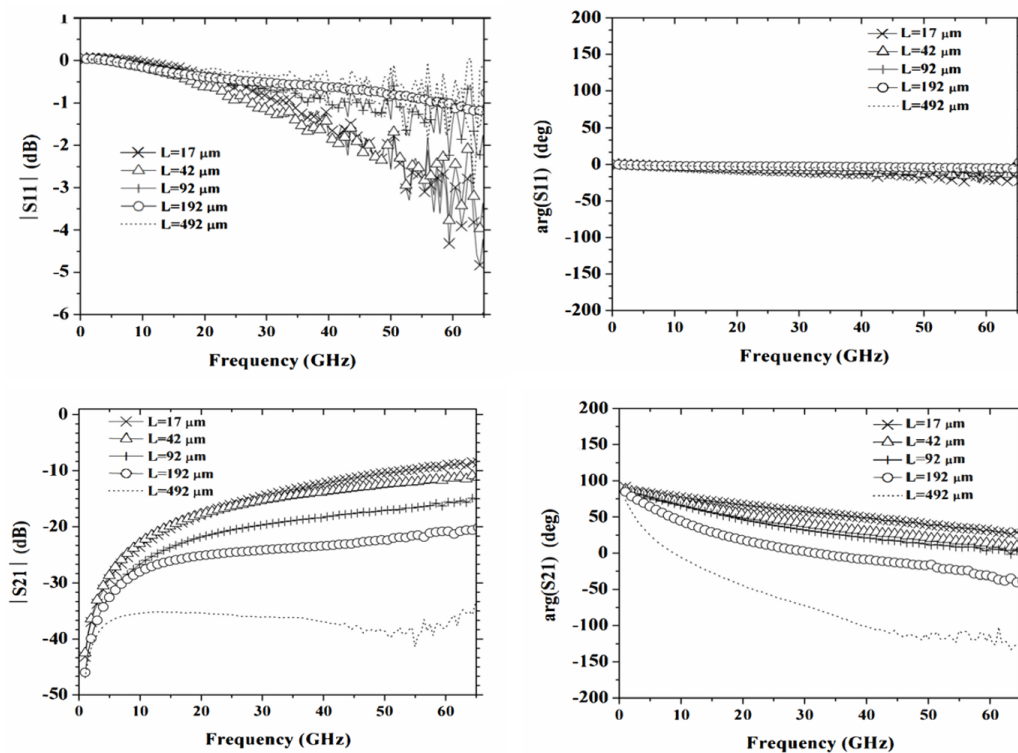 1
0
-1
-2
-3
-4
-5
-6
|S11| (dB)
L=17 μm
L=42 μm
L=92 μm
L=192 μm
L=492 μm
0 10 20 30 40 50 60
Frequency (GHz)
200
150
100
50
0
-50
-100
-150
-200
arg(S11) (deg)
L=17 μm
L=42 μm
L=92 μm
L=192 μm
L=492 μm
0 10 20 30 40 50 60
Frequency (GHz)
0
-10
-20
-30
-40
-50
|S21| (dB)
L=17 μm
L=42 μm
L=92 μm
L=192 μm
L=492 μm
0 10 20 30 40 50 60
Frequency (GHz)
200
150
100
50
0
-50
-100
-150
-200
arg(S21) (deg)
L=17 μm
L=42 μm
L=92 μm
L=192 μm
L=492 μm
0 10 20 30 40 50 60
Frequency (GHz)